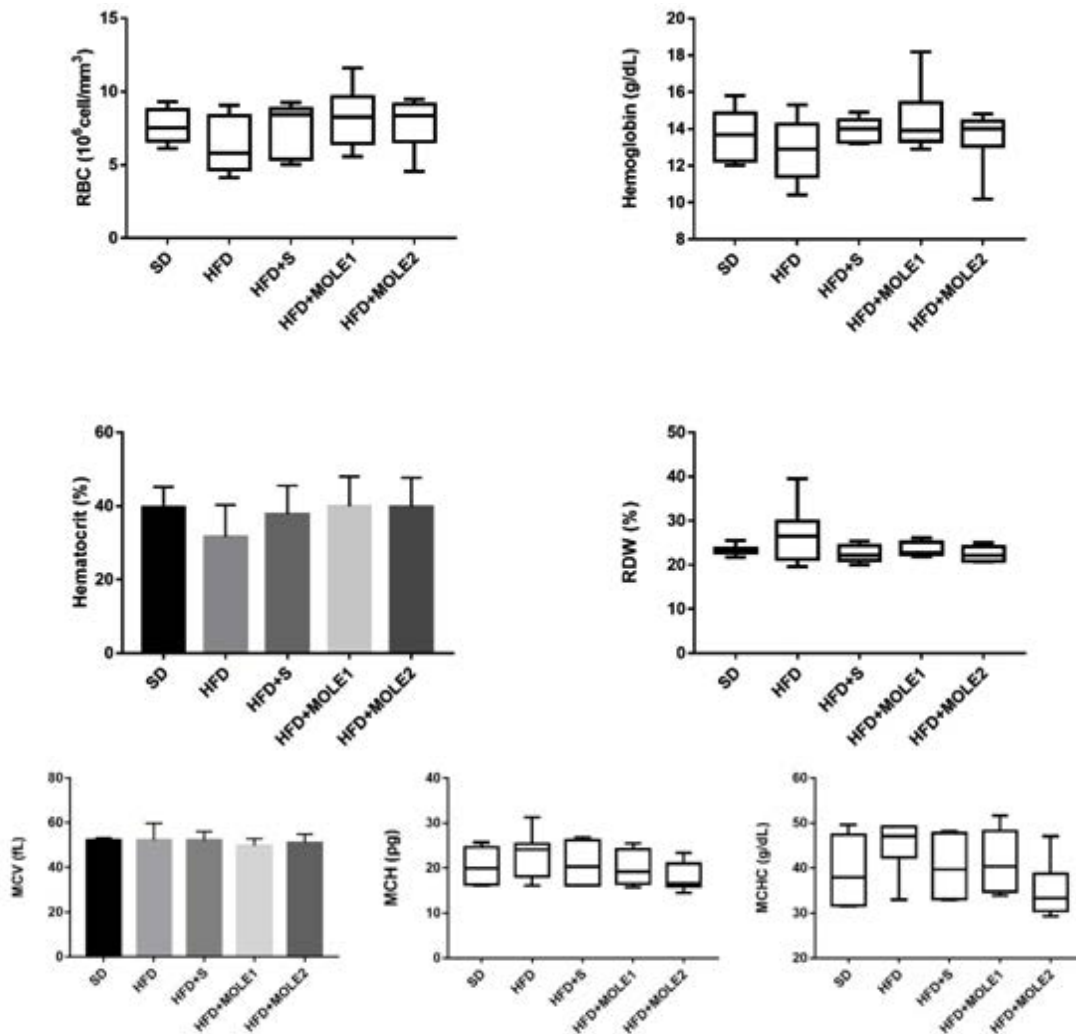 RBC (10⁶cell/mm³)
15
10
5
0
SD
HFD
HFD+S
HFD+MOLE1
HFD+MOLE2
Hemoglobin (g/dL)
20
18
16
14
12
10
8
SD
HFD
HFD+S
HFD+MOLE1
HFD+MOLE2
Hematocrit (%)
60
40
20
0
SD
HFD
HFD+S
HFD+MOLE1
HFD+MOLE2
RDW (%)
50
40
30
20
10
0
SD
HFD
HFD+S
HFD+MOLE1
HFD+MOLE2
MCV (fL)
80
60
40
20
0
SD
HFD
HFD+S
HFD+MOLE1
HFD+MOLE2
MCH (pg)
40
30
20
10
0
SD
HFD
HFD+S
HFD+MOLE1
HFD+MOLE2
MCHC (g/dL)
60
50
40
30
20
SD
HFD
HFD+S
HFD+MOLE1
HFD+MOLE2